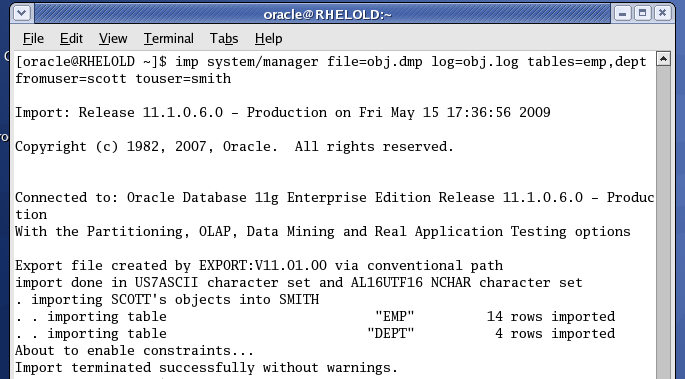 oracle@RHELOLD:~
File Edit View Terminal Tabs Help
[oracle@RHELOLD ~]$ imp system/manager file=obj.dmp log=obj.log tables=emp,dept
fromuser=scott touser=smith
Import: Release 11.1.0.6.0 - Production on Fri May 15 17:36:56 2009
Copyright (c) 1982, 2007, Oracle.  All rights reserved.
Connected to: Oracle Database 11g Enterprise Edition Release 11.1.0.6.0 - Produc
tion
With the Partitioning, OLAP, Data Mining and Real Application Testing options
Export file created by EXPORT:V11.01.00 via conventional path
import done in US7ASCII character set and AL16UTF16 NCHAR character set
. importing SCOTT's objects into SMITH
. . importing table                          "EMP"         14 rows imported
. . importing table                         "DEPT"          4 rows imported
About to enable constraints...
Import terminated successfully without warnings.